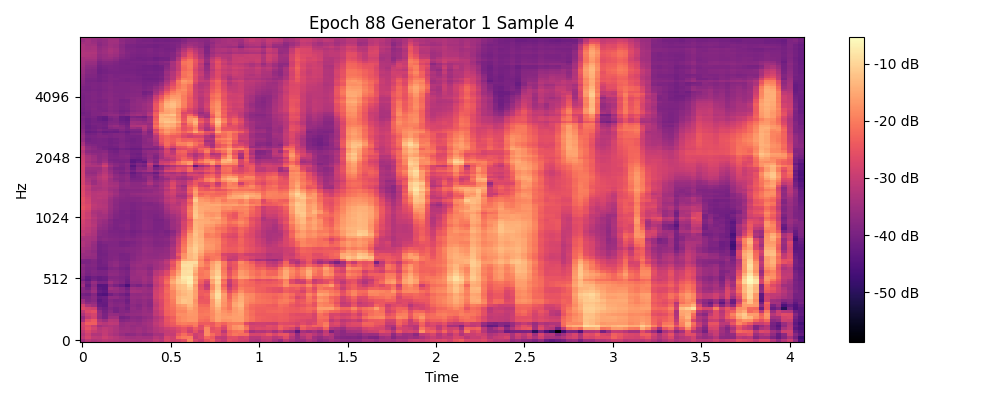 Epoch 88 Generator 1 Sample 4
4096
2048
1024
512
0
Hz
0 0.5 1 1.5 2 2.5 3 3.5 4
Time
-10 dB
-20 dB
-30 dB
-40 dB
-50 dB